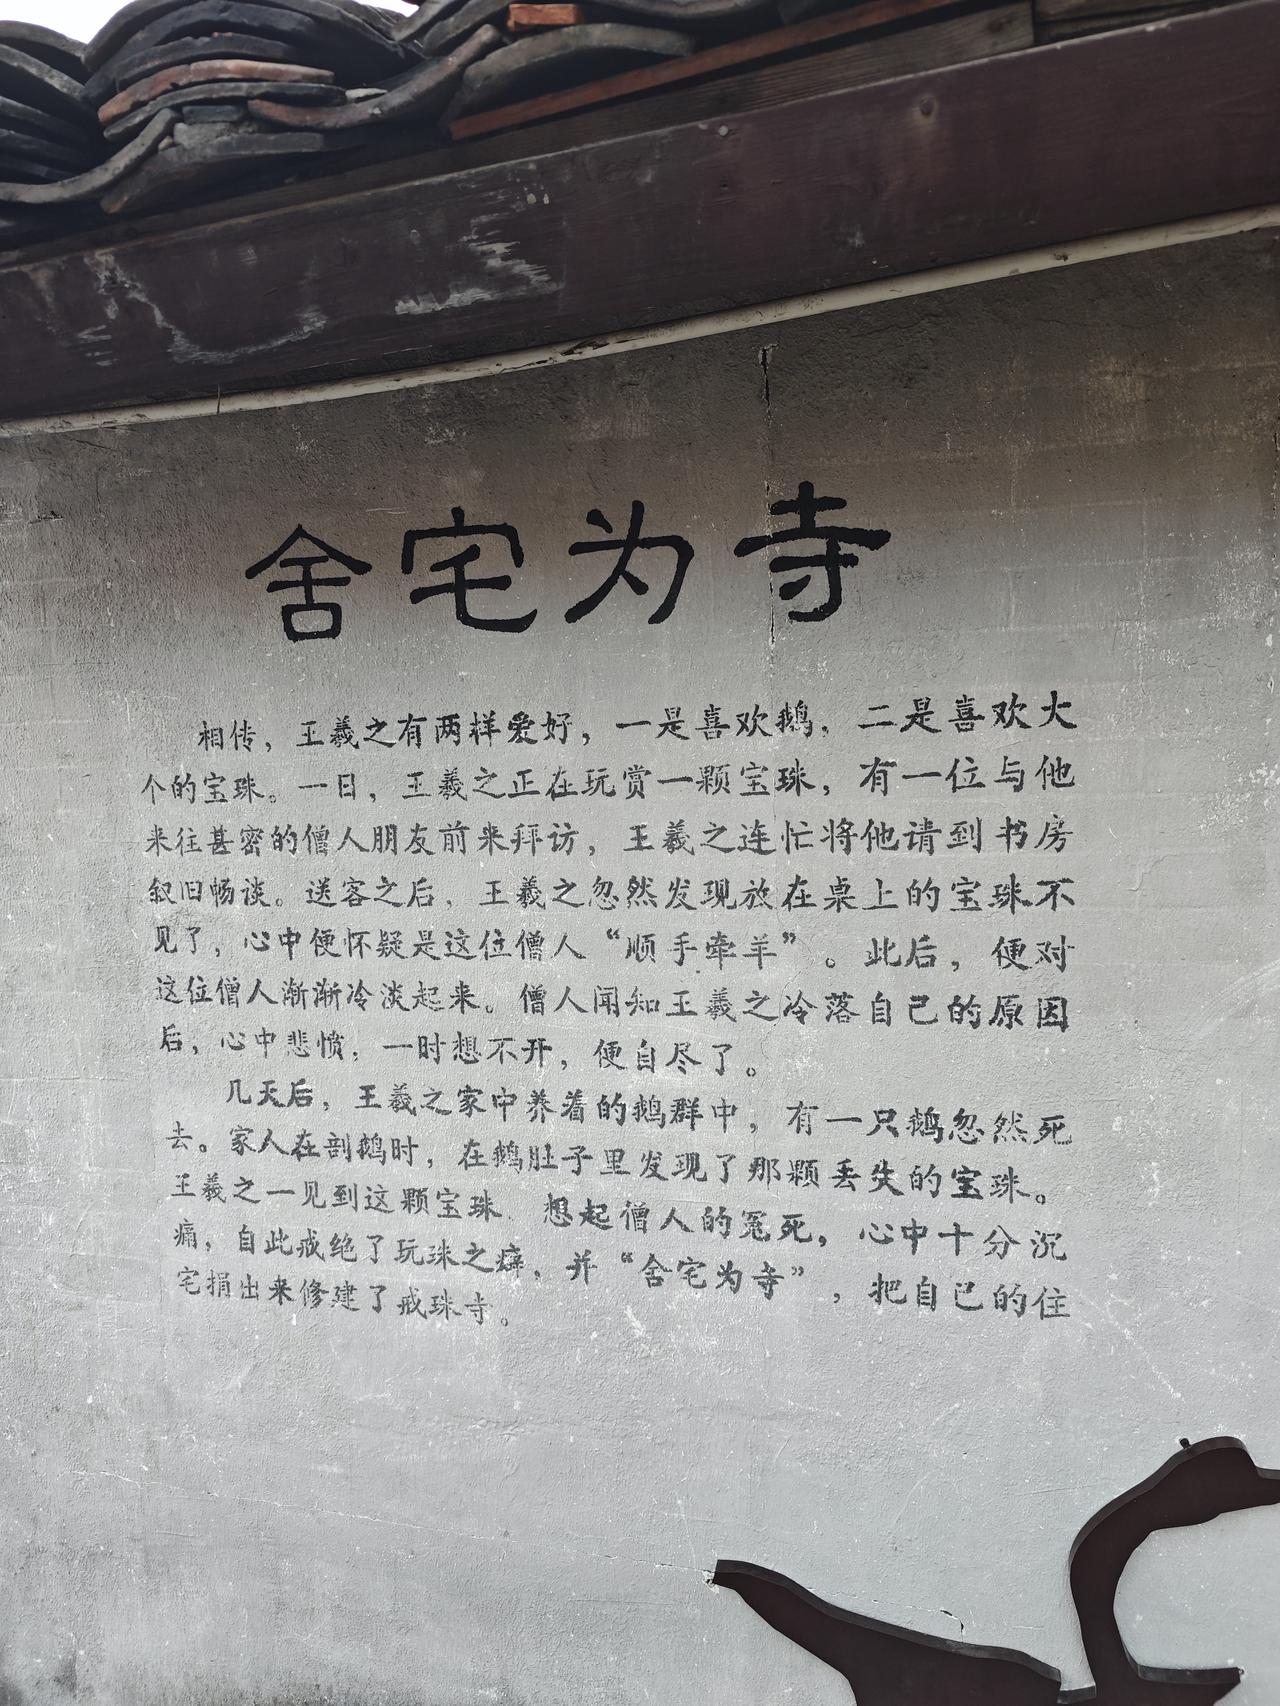 舍宅为寺
相传，王羲之有两样爱好，一是喜欢鹅，二是喜欢大
个的宝珠。一日，王羲之正在玩赏一颗宝珠，有一位与他
来往甚密的僧人朋友前来拜访，王羲之连忙将他请到书房
叙旧畅谈。送客之后，王羲之忽然发现放在桌上的宝珠不
见了，心中便怀疑是这位僧人“顺手牵羊”。此后，便对
这位僧人渐渐冷淡起来。僧人闻知王羲之冷落自己的原因
后，心中悲愤，一时想不开，便自尽了。
几天后，王羲之家中养着的鹅群中，有一只鹅忽然死
去。家人在剖鹅时，在鹅肚子里发现了那颗丢失的宝珠。
王羲之一见到这颗宝珠，想起僧人的冤死，心中十分沉
痛，自此戒绝了玩珠之癖，并“舍宅为寺”，把自己的住
宅捐出来修建了戒珠寺。